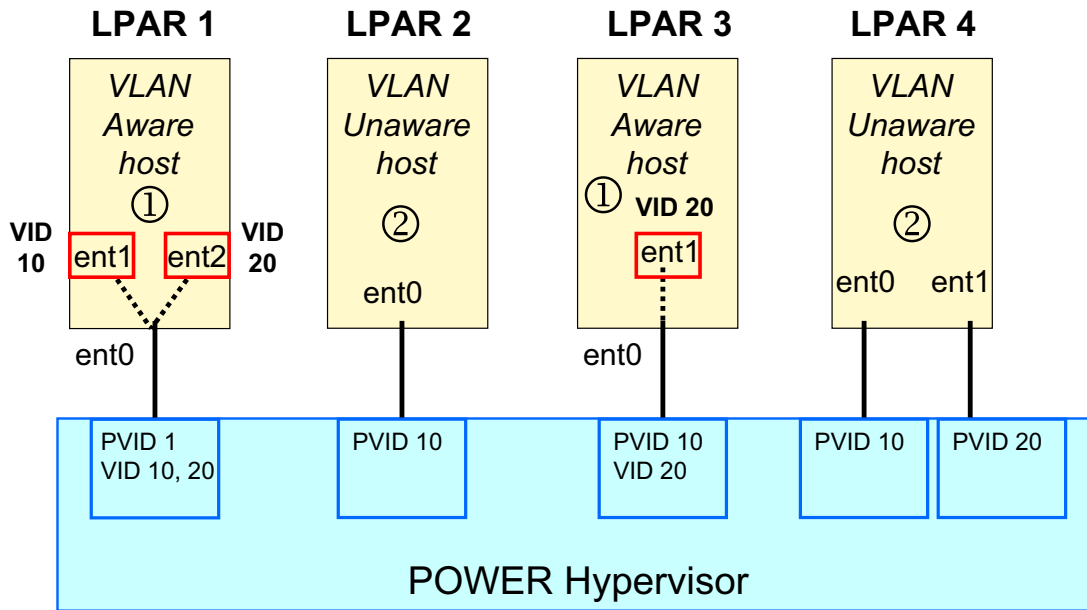 LPAR 1
LPAR 2
LPAR 3
LPAR 4
VLAN
Aware
host
①
VID
10
ent1
ent2
VID
20
ent0
VLAN
Unaware
host
②
ent0
VLAN
Aware
host
①
VID 20
ent1
ent0
VLAN
Unaware
host
②
ent0
ent1
PVID 1
VID 10, 20
PVID 10
PVID 10
VID 20
PVID 10
PVID 20
POWER Hypervisor